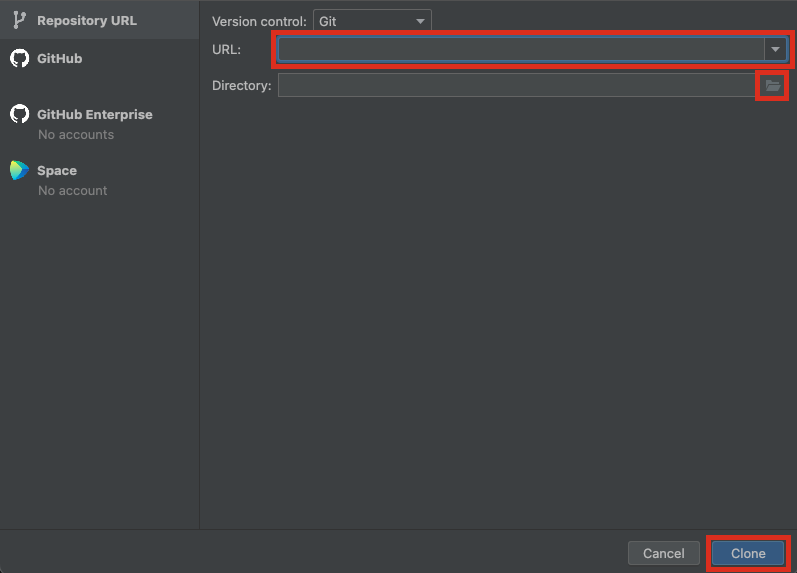 Repository URL
GitHub
GitHub Enterprise
No accounts
Space
No account
Version control: Git
URL:
Directory:
Cancel
Clone